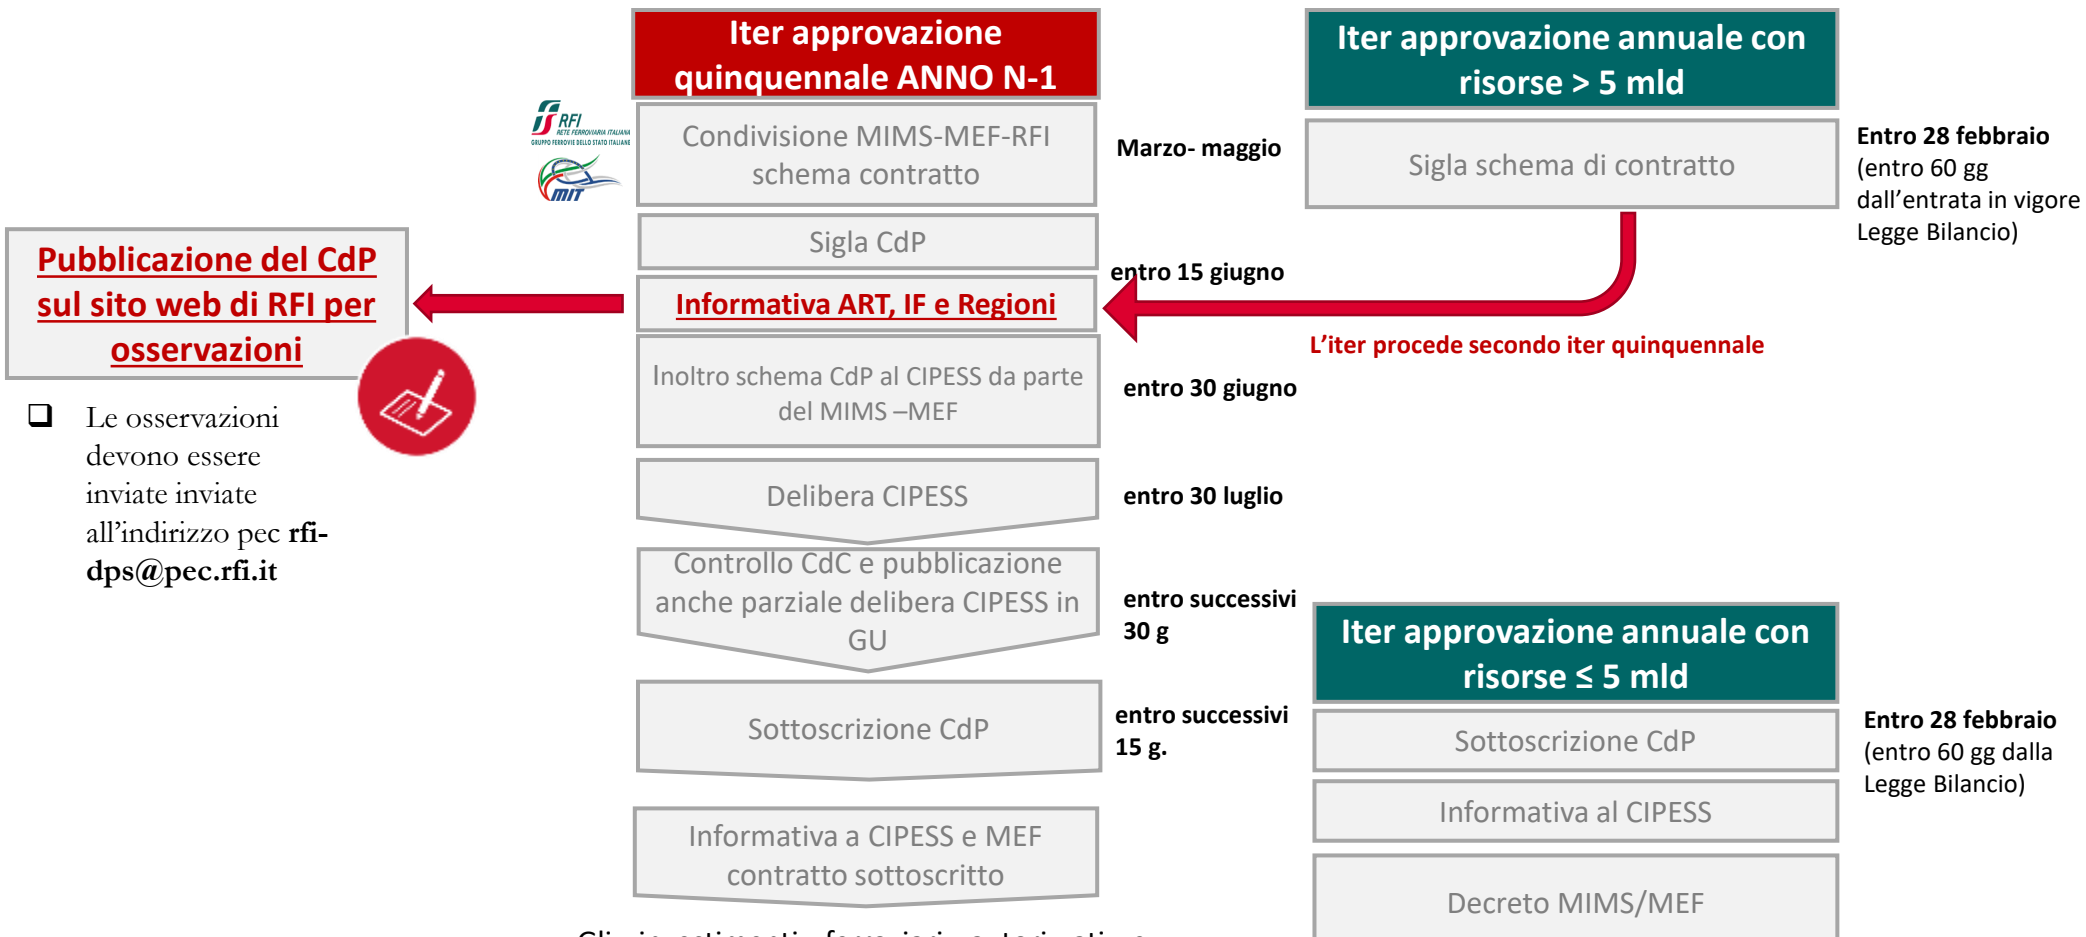 Iter approvazione
quinquennale ANNO N-1
RFI
RETE FERROVIARIA ITALIANA
GRUPPO FERROVIE DELLO STATO ITALIANE
MIT
Condivisione MIMS-MEF-RFI
schema contratto
Marzo- maggio
Sigla CdP
entro 15 giugno
Informativa ART, IF e Regioni
Pubblicazione del CdP
sul sito web di RFI per
osservazioni
❑ Le osservazioni
devono essere
inviate inviate
all’indirizzo pec rfi-
dps@pec.rfi.it
Inoltro schema CdP al CIPESS da parte
del MIMS –MEF
entro 30 giugno
Delibera CIPESS
entro 30 luglio
Controllo CdC e pubblicazione
anche parziale delibera CIPESS in
GU
entro successivi
30 g
Sottoscrizione CdP
entro successivi
15 g.
Informativa a CIPESS e MEF
contratto sottoscritto
Iter approvazione annuale con
risorse > 5 mld
Sigla schema di contratto
Entro 28 febbraio
(entro 60 gg
dall’entrata in vigore
Legge Bilancio)
L’iter procede secondo iter quinquennale
Iter approvazione annuale con
risorse ≤ 5 mld
Sottoscrizione CdP
Entro 28 febbraio
(entro 60 gg dalla
Legge Bilancio)
Informativa al CIPESS
Decreto MIMS/MEF